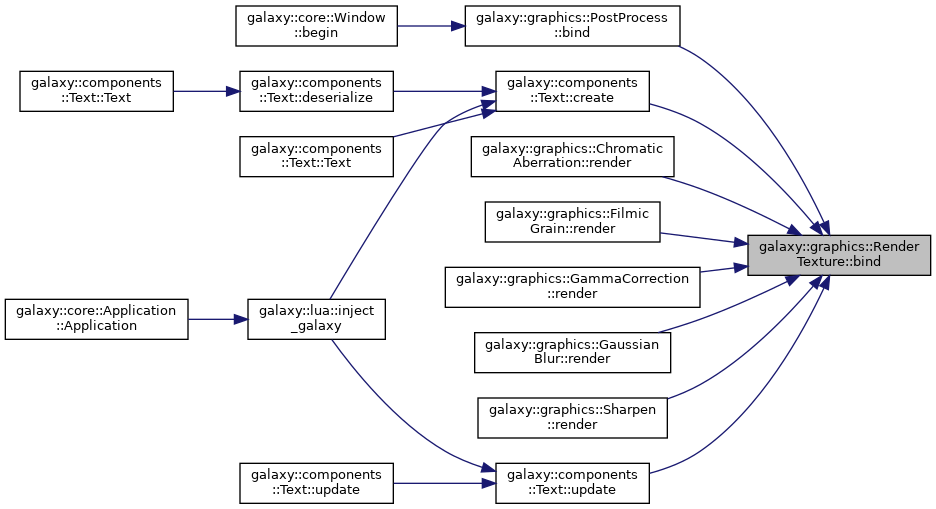 galaxy::core::Window
::begin
galaxy::graphics::PostProcess
::bind
galaxy::components
::Text::Text
galaxy::components
::Text::deserialize
galaxy::components
::Text::create
galaxy::components
::Text::Text
galaxy::graphics::Chromatic
Aberration::render
galaxy::graphics::Filmic
Grain::render
galaxy::graphics::Render
Texture::bind
galaxy::graphics::GammaCorrection
::render
galaxy::core::Application
::Application
galaxy::lua::inject
_galaxy
galaxy::graphics::Gaussian
Blur::render
galaxy::graphics::Sharpen
::render
galaxy::components
::Text::update
galaxy::components
::Text::update